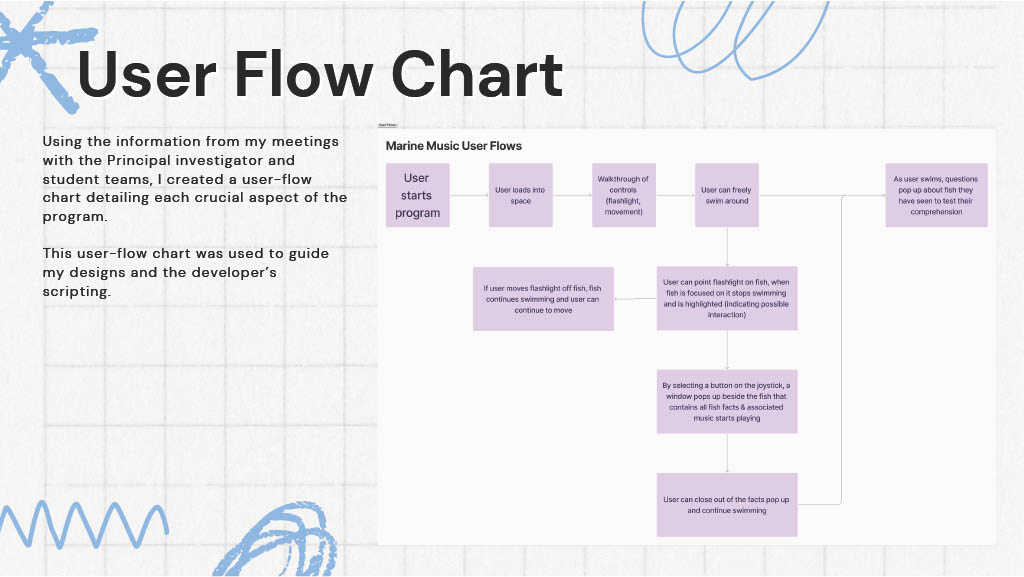 User Flow Chart
Using the information from my meetings
with the Principal investigator and
student teams, I created a user-flow
chart detailing each crucial aspect of the
program.
This user-flow chart was used to guide
my designs and the developer's
scripting.
User Flows
Marine Music User Flows
User
starts
program
User loads into
space
Walkthrough of
controls
(flashlight,
movement)
User can freely
swim around
As user swims, questions
pop up about fish they
have seen to test their
comprehension
If user moves flashlight off fish, fish
continues swimming and user can
continue to move
User can point flashlight on fish, when
fish is focused on it stops swimming
and is highlighted (indicating possible
interaction)
By selecting a button on the joystick, a
window pops up beside the fish that
contains all fish facts & associated
music starts playing
User can close out of the facts pop up
and continue swimming